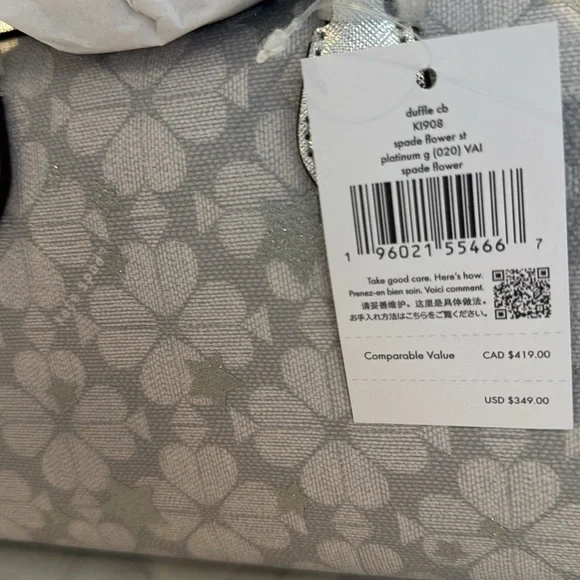 duffle cb
KI908
spade flower st
platinum g (020) VAI
spade flower
1 96021 55466 7
Take good care. Here's how.
Prenez-en bien soin. Voici comment.
请妥善维护。这里是具体做法。
お手入れ方法はこちらをご覧ください。
Comparable Value CAD $419.00
USD $349.00